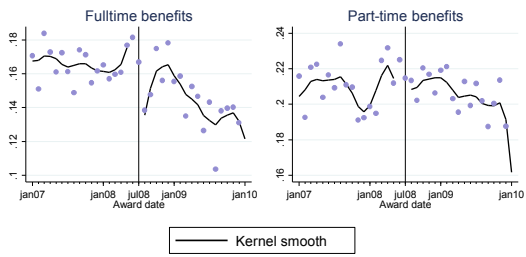 Fulltime benefits
.18
.16
.14
.12
.1
jan07
jan08
jul08
jan09
jan10
Award date
Part-time benefits
.24
.22
.2
.18
.16
jan07
jan08
jul08
jan09
jan10
Award date
Kernel smooth